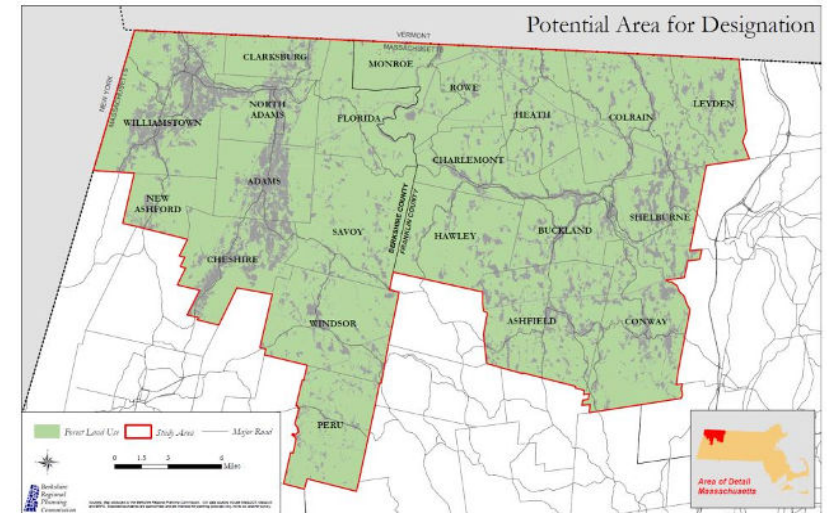 Potential Area for Designation
VERMONT
MASSACHUSETTS
NEW YORK
MASSACHUSETTS
CLARKSBURG
MONROE
ROWE
HEATH
COLRAIN
LEYDEN
NORTH
ADAMS
WILLIAMSTOWN
FLORIDA
CHARLEMONT
ADAMS
NEW
ASHFORD
SAVOY
BERKSHIRE COUNTY
FRANKLIN COUNTY
HAWLEY
BUCKLAND
SHELBURNE
CHESHIRE
WINDSOR
ASHFIELD
CONWAY
PERU
Forest Land Use
Study Area
Major Road
0 1.5 3 6
Miles
Berkshire
Regional
Planning
Commission
Area of Detail
Massachusetts